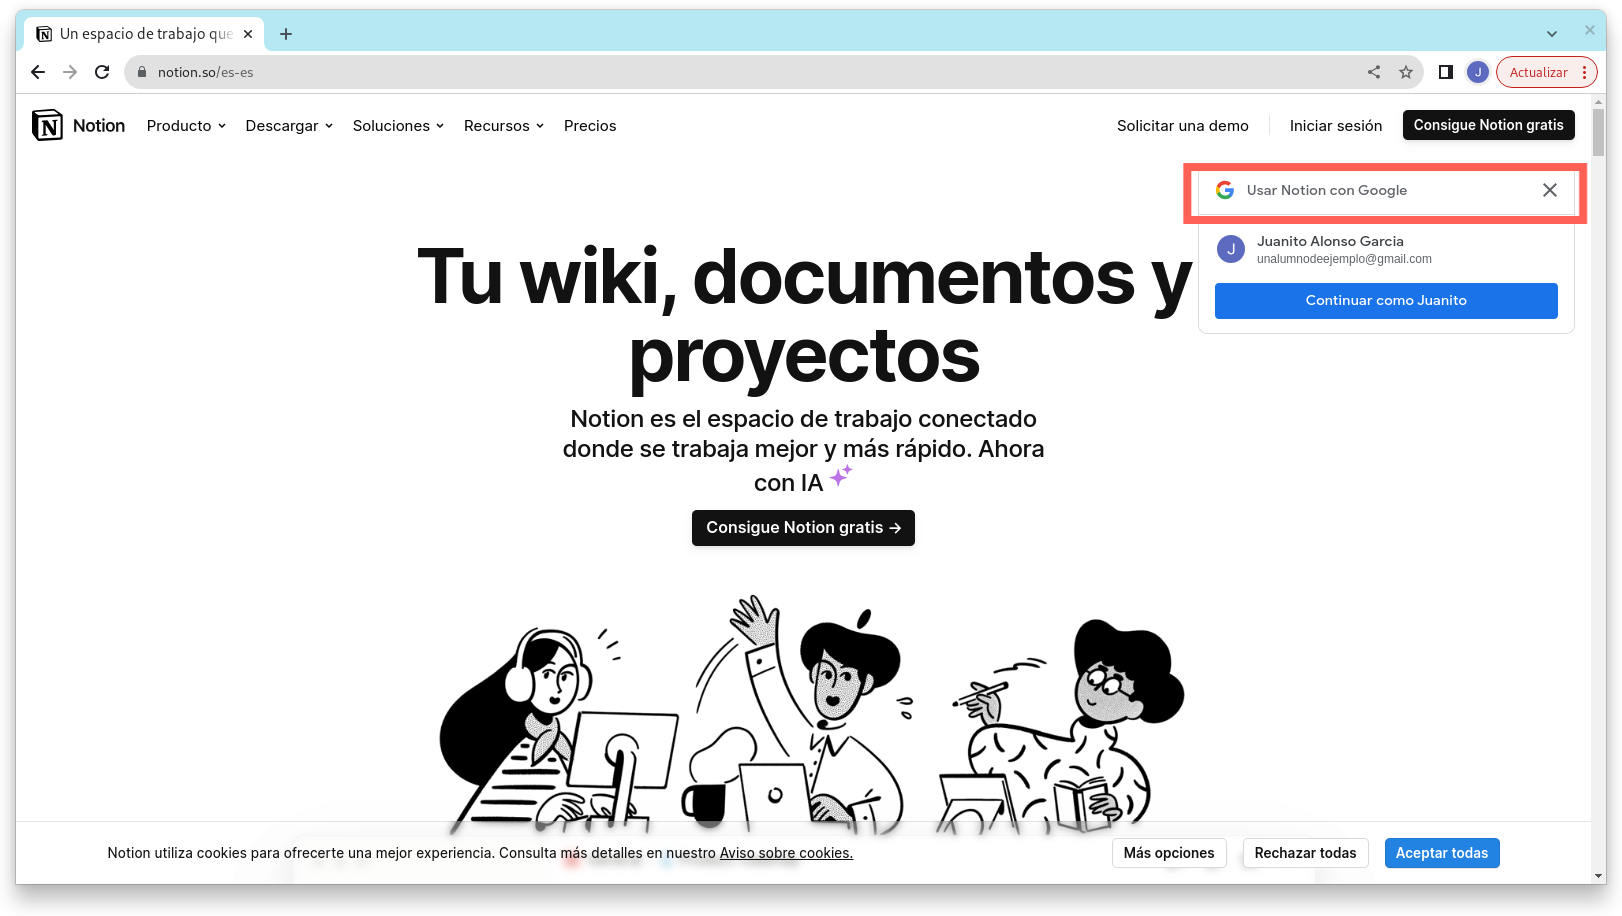 Un espacio de trabajo que
notion.so/es-es
J
Actualizar
Notion
Producto
Descargar
Soluciones
Recursos
Precios
Solicitar una demo
Iniciar sesión
Consigue Notion gratis
Usar Notion con Google
J
Juanito Alonso Garcia
unalumnodeejemplo@gmail.com
Continuar como Juanito
Tu wiki, documentos y
proyectos
Notion es el espacio de trabajo conectado
donde se trabaja mejor y más rápido. Ahora
con IA
Consigue Notion gratis →
Notion utiliza cookies para ofrecerte una mejor experiencia. Consulta más detalles en nuestro Aviso sobre cookies.
Más opciones
Rechazar todas
Aceptar todas